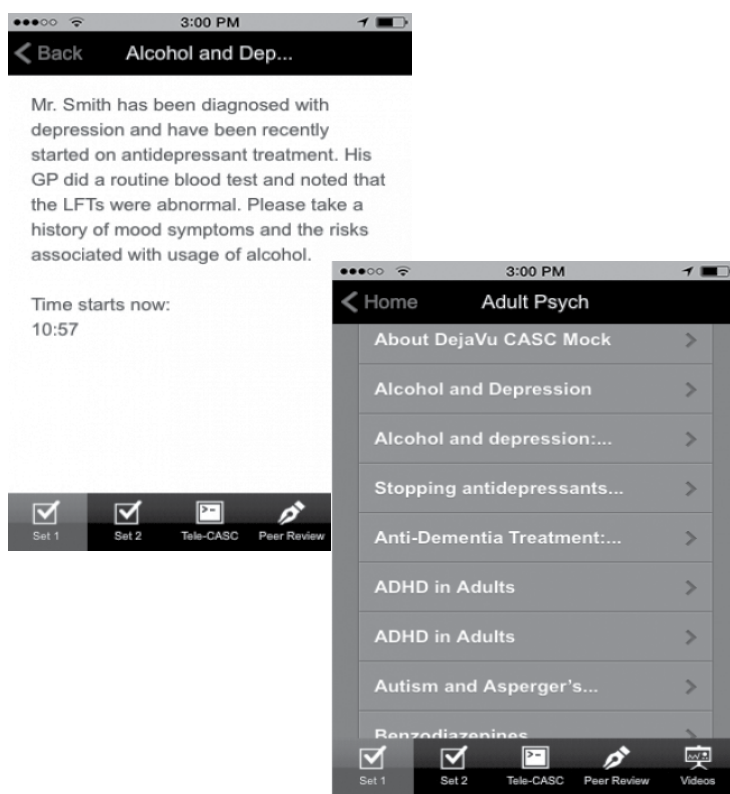 3:00 PM
Back
Alcohol and Dep...
Mr. Smith has been diagnosed with
depression and have been recently
started on antidepressant treatment. His
GP did a routine blood test and noted that
the LFTs were abnormal. Please take a
history of mood symptoms and the risks
associated with usage of alcohol.
Time starts now:
10:57
Set 1
Set 2
Tele-CASC
Peer Review
3:00 PM
Home
Adult Psych
About DejaVu CASC Mock
Alcohol and Depression
Alcohol and depression:...
Stopping antidepressants...
Anti-Dementia Treatment:...
ADHD in Adults
ADHD in Adults
Autism and Asperger's...
Benzodiazepines
Set 1
Set 2
Tele-CASC
Peer Review
Videos